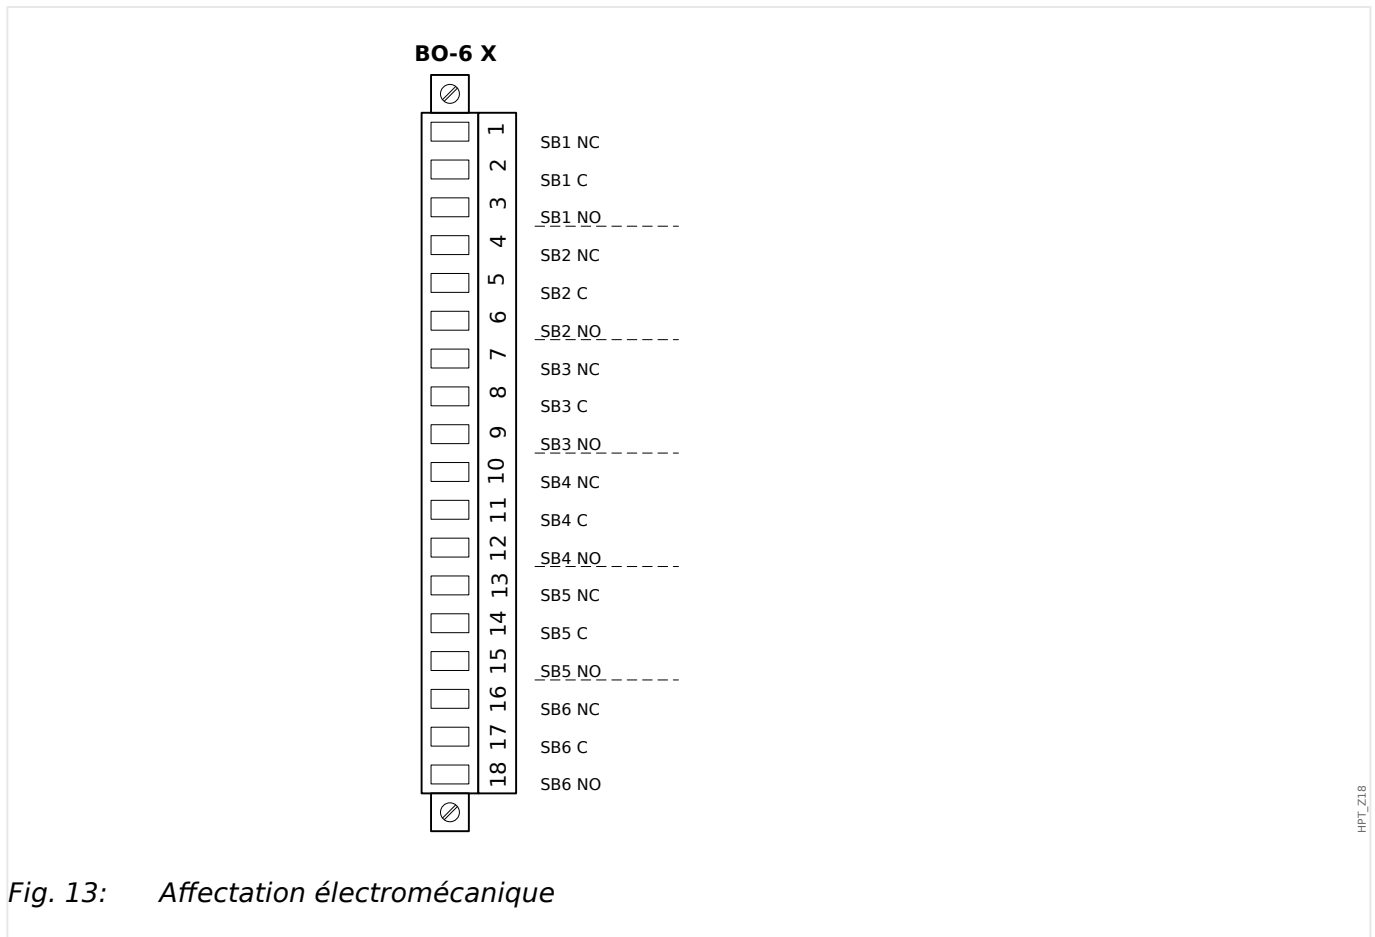 BO-6 X
1 SB1 NC
2 SB1 C
3 SB1 NO
4 SB2 NC
5 SB2 C
6 SB2 NO
7 SB3 NC
8 SB3 C
9 SB3 NO
10 SB4 NC
11 SB4 C
12 SB4 NO
13 SB5 NC
14 SB5 C
15 SB5 NO
16 SB6 NC
17 SB6 C
18 SB6 NO
HPT_Z18
Fig. 13: Affectation électromécanique